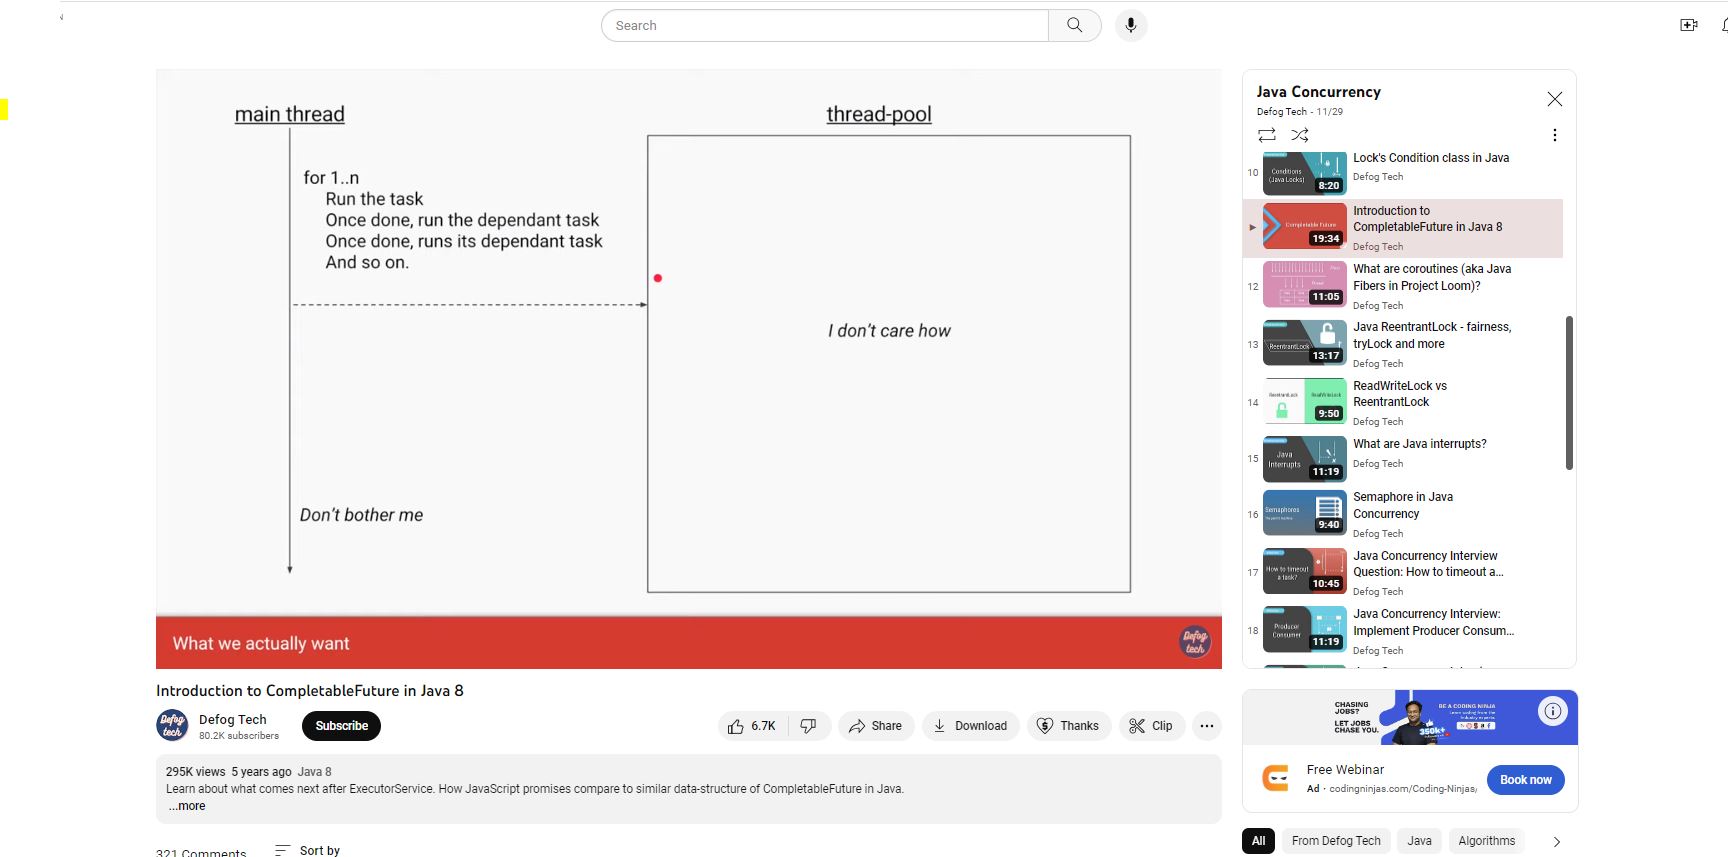 Search
main thread
thread-pool
for 1..n
Run the task
Once done, run the dependant task
Once done, runs its dependant task
And so on.
I don't care how
Don't bother me
What we actually want
Defog
tech
Introduction to CompletableFuture in Java 8
Defog
tech
Defog Tech
80.2K subscribers
Subscribe
6.7K
Share
Download
Thanks
Clip
295K views 5 years ago Java 8
Learn about what comes next after ExecutorService. How JavaScript promises compare to similar data-structure of CompletableFuture in Java.
...more
321 Comments
Sort by
Java Concurrency
Defog Tech - 11/29
10
Conditions
(Java Locks)
8:20
Lock's Condition class in Java
Defog Tech
Completable Future
19:34
Introduction to
CompletableFuture in Java 8
Defog Tech
12
11:05
What are coroutines (aka Java
Fibers in Project Loom)?
Defog Tech
13
ReentrantLock
13:17
Java ReentrantLock - fairness,
tryLock and more
Defog Tech
14
ReentrantLock
ReadWriteLock
9:50
ReadWriteLock vs
ReentrantLock
Defog Tech
15
Java
Interrupts
11:19
What are Java interrupts?
Defog Tech
16
Semaphores
9:40
Semaphore in Java
Concurrency
Defog Tech
17
How to timeout
a task?
10:45
Java Concurrency Interview
Question: How to timeout a...
Defog Tech
18
Producer
Consumer
11:19
Java Concurrency Interview:
Implement Producer Consum...
Defog Tech
CHASING
JOBS?
LET JOBS
CHASE YOU.
350k+
BE A CODING NINJA
Learn coding from the
Industry experts.
Free Webinar
Ad · codingninjas.com/Coding-Ninjas/
Book now
All
From Defog Tech
Java
Algorithms